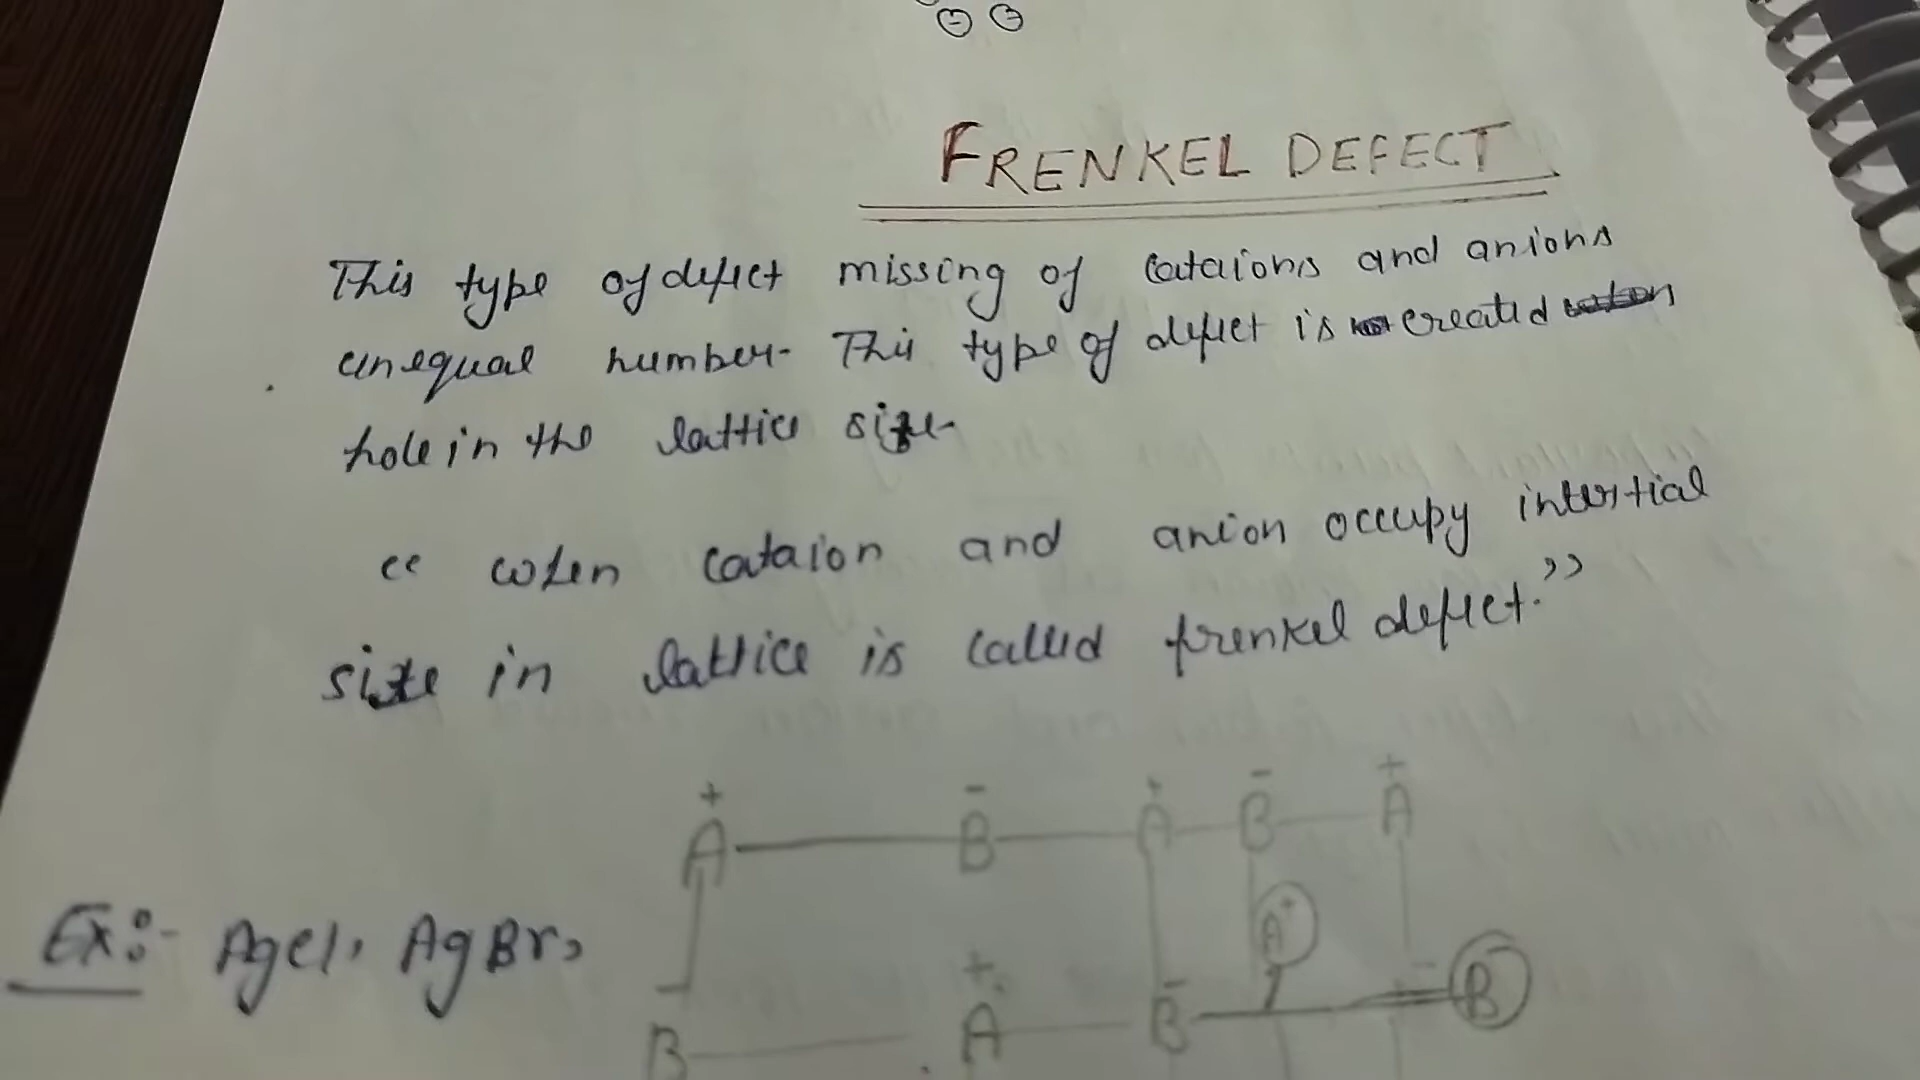 FRENKEL DEFECT
This type of defect missing of Cataions and anions
unequal number. This type of defect is created
hole in the lattice site.
“ when Cataion and anion occupy intertial
site in lattice is called frenkel defect.”
+ - + - +
A B A B A
Ex:- AgCl, AgBr,
A+
- + - -
B A B B